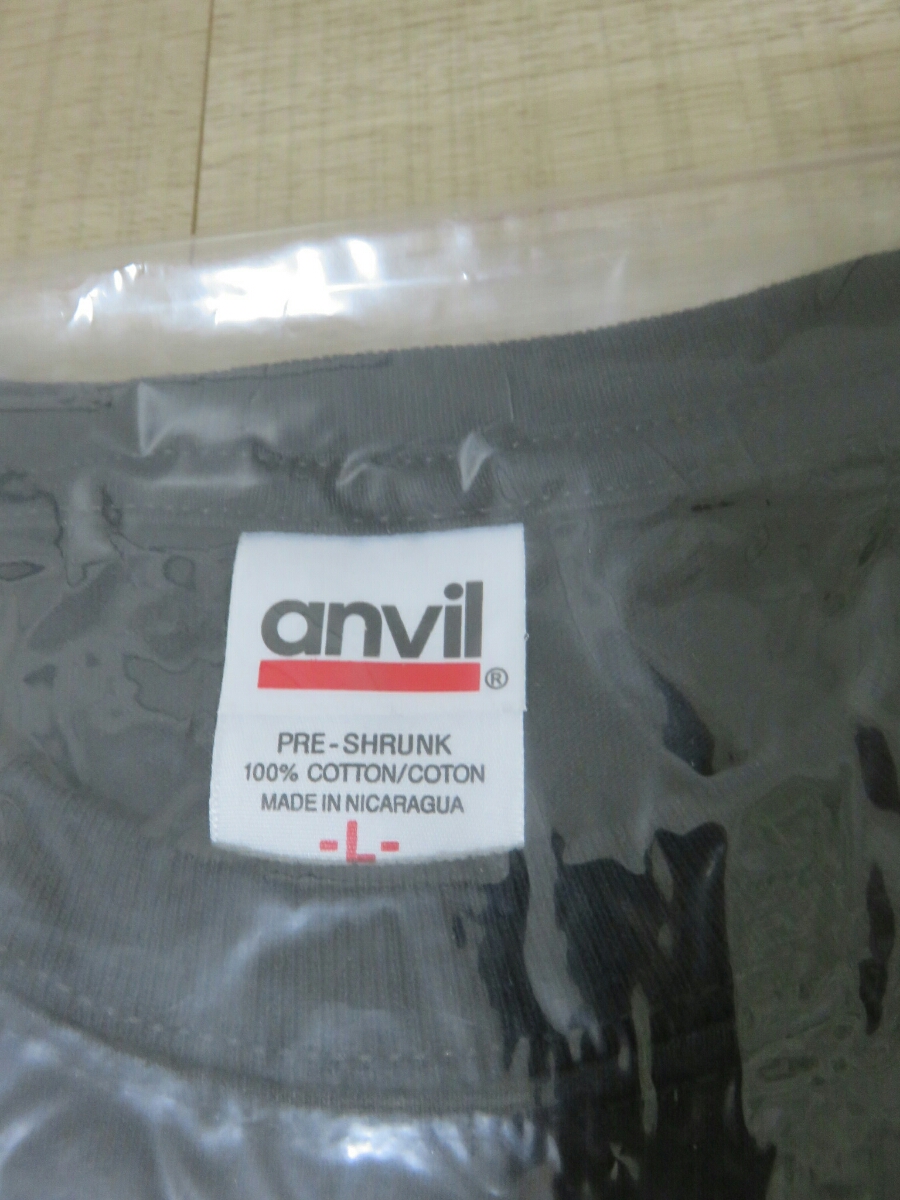 anvil
®
PRE-SHRUNK
100% COTTON/COTON
MADE IN NICARAGUA
-L-